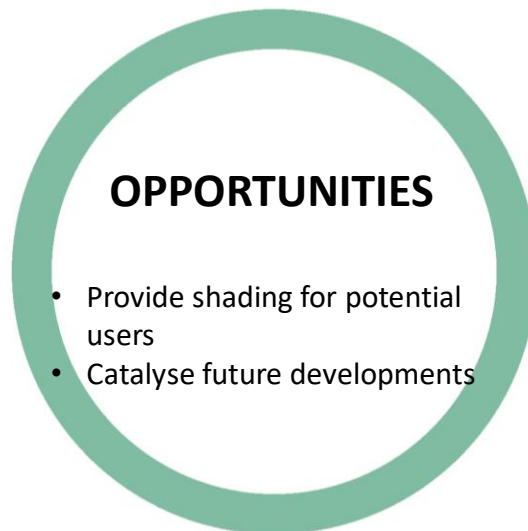 OPPORTUNITIES
• Provide shading for potential
users
• Catalyse future developments